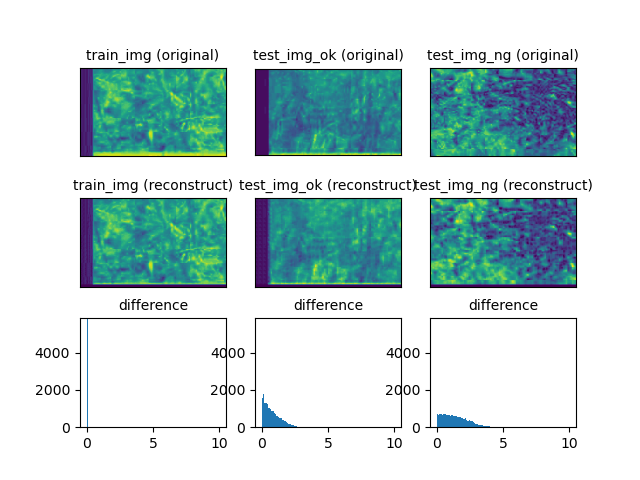 train_img (original) test_img_ok (original) test_img_ng (original)
train_img (reconstruct) test_img_ok (reconstruct) test_img_ng (reconstruct)
difference difference difference
4000 4000 4000
2000 2000 2000
0 0 0
0 5 10 0 5 10 0 5 10